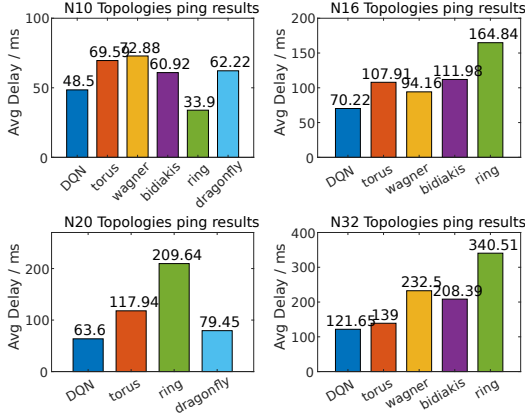 N10 Topologies ping results
Avg Delay / ms
100
50
0
48.5
69.59
72.88
60.92
33.9
62.22
DQN
torus
wagner
bidiakis
ring
dragonfly
N16 Topologies ping results
Avg Delay / ms
200
150
100
50
0
70.22
107.91
94.16
111.98
164.84
DQN
torus
wagner
bidiakis
ring
N20 Topologies ping results
Avg Delay / ms
200
100
0
63.6
117.94
209.64
79.45
DQN
torus
ring
dragonfly
N32 Topologies ping results
Avg Delay / ms
400
300
200
100
0
121.65
139
232.5
208.39
340.51
DQN
torus
wagner
bidiakis
ring